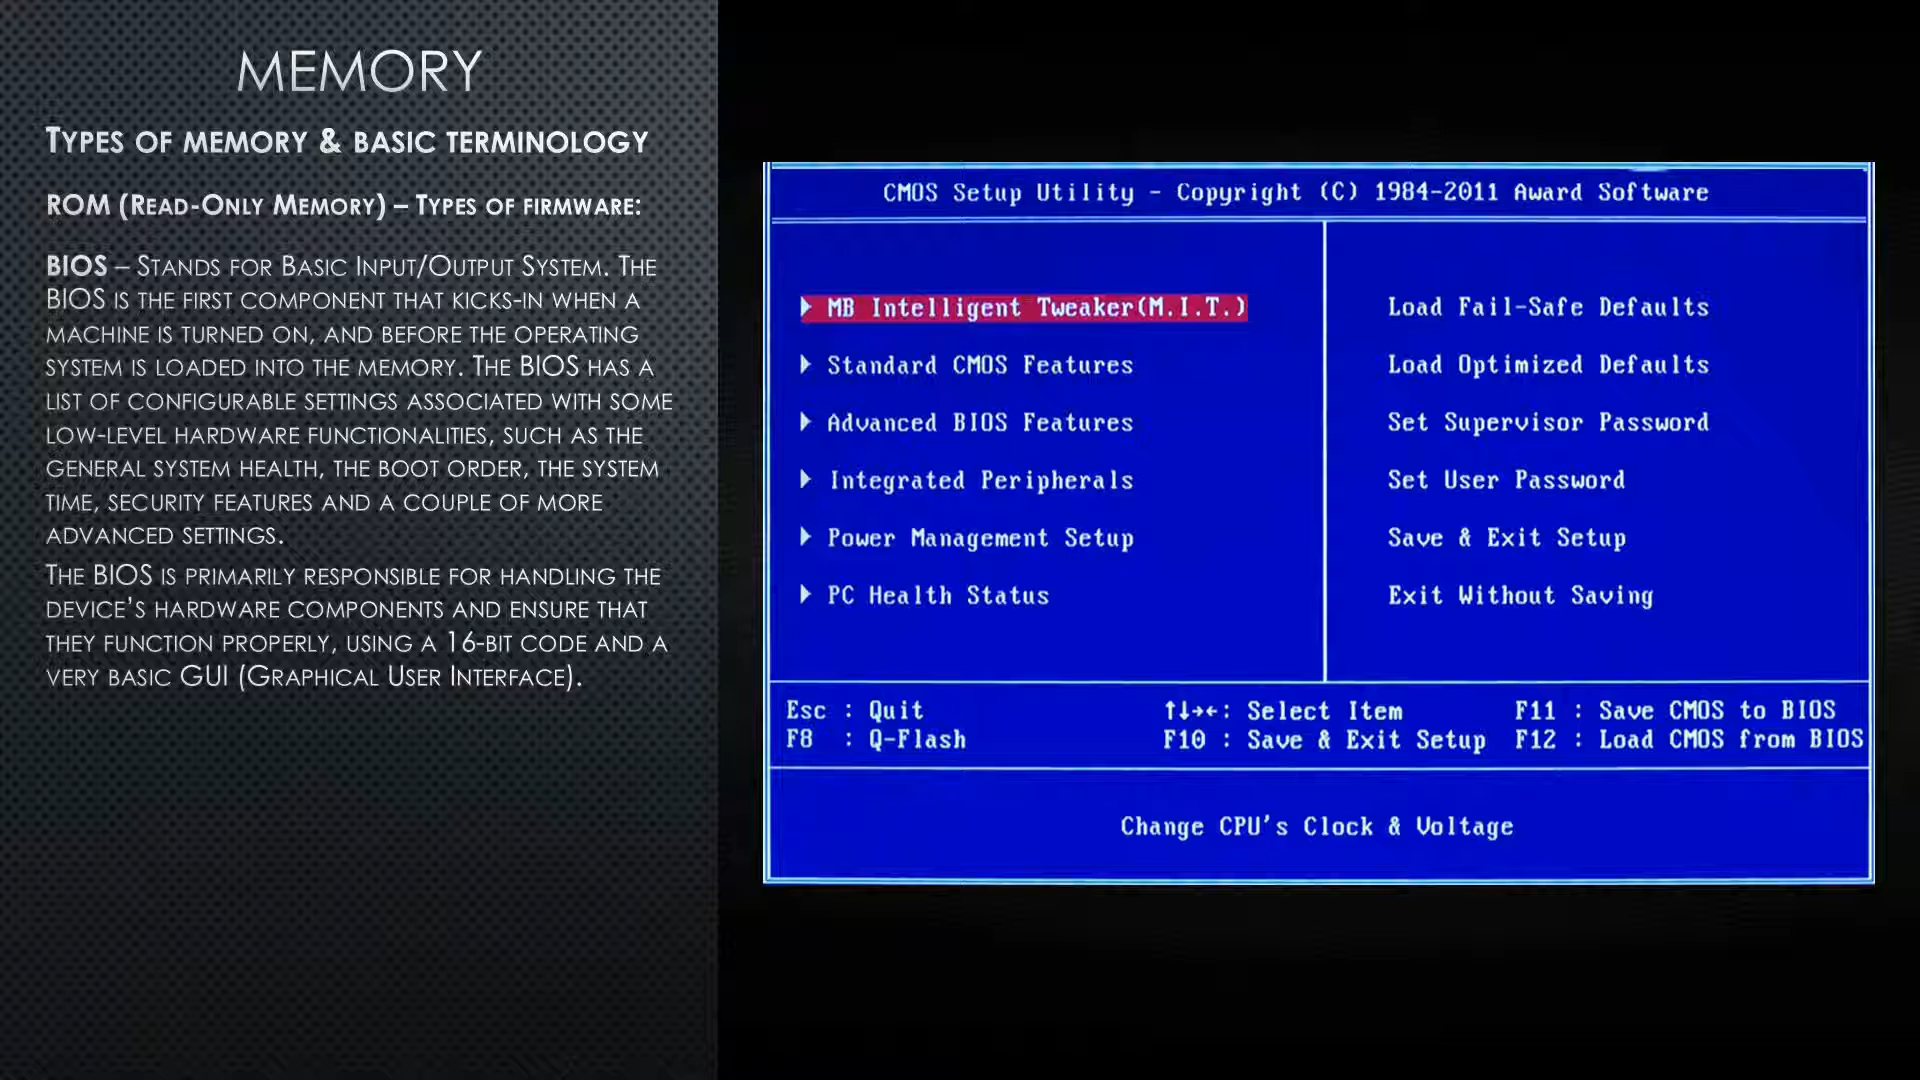 MEMORY
TYPES OF MEMORY & BASIC TERMINOLOGY
ROM (READ-ONLY MEMORY) – TYPES OF FIRMWARE:
BIOS – STANDS FOR BASIC INPUT/OUTPUT SYSTEM. THE
BIOS IS THE FIRST COMPONENT THAT KICKS-IN WHEN A
MACHINE IS TURNED ON, AND BEFORE THE OPERATING
SYSTEM IS LOADED INTO THE MEMORY. THE BIOS HAS A
LIST OF CONFIGURABLE SETTINGS ASSOCIATED WITH SOME
LOW-LEVEL HARDWARE FUNCTIONALITIES, SUCH AS THE
GENERAL SYSTEM HEALTH, THE BOOT ORDER, THE SYSTEM
TIME, SECURITY FEATURES AND A COUPLE OF MORE
ADVANCED SETTINGS.
THE BIOS IS PRIMARILY RESPONSIBLE FOR HANDLING THE
DEVICE'S HARDWARE COMPONENTS AND ENSURE THAT
THEY FUNCTION PROPERLY, USING A 16-BIT CODE AND A
VERY BASIC GUI (GRAPHICAL USER INTERFACE).
CMOS Setup Utility - Copyright (C) 1984-2011 Award Software
MB Intelligent Tweaker(M.I.T.)
Standard CMOS Features
Advanced BIOS Features
Integrated Peripherals
Power Management Setup
PC Health Status
Load Fail-Safe Defaults
Load Optimized Defaults
Set Supervisor Password
Set User Password
Save & Exit Setup
Exit Without Saving
Esc : Quit ↑↓→←: Select Item F11 : Save CMOS to BIOS
F8 : Q-Flash F10 : Save & Exit Setup F12 : Load CMOS from BIOS
Change CPU's Clock & Voltage